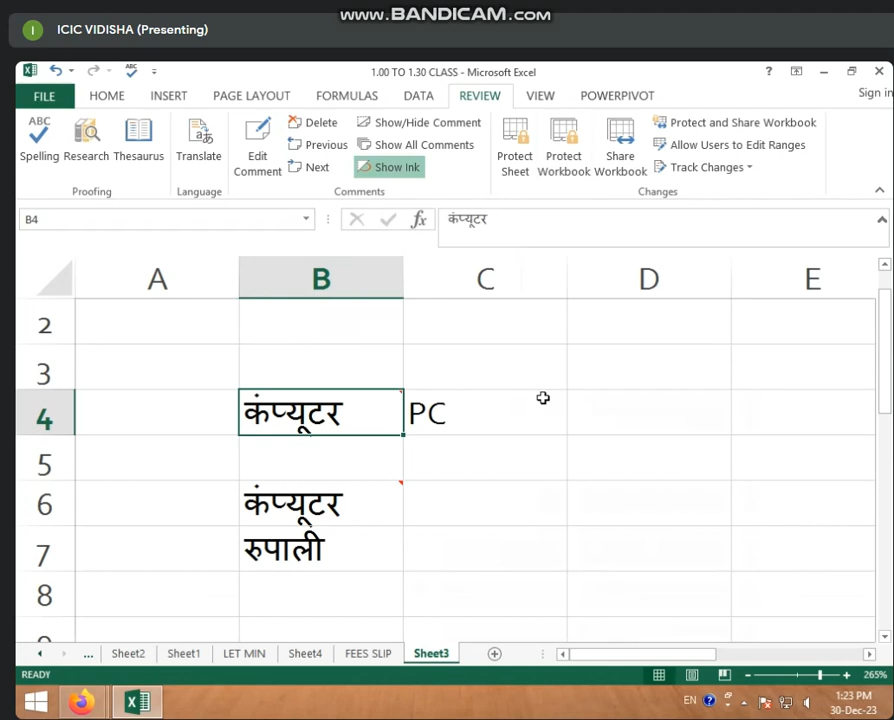 www.BANDICAM.com
I ICIC VIDISHA (Presenting)
1.00 TO 1.30 CLASS - Microsoft Excel
?
Sign in
FILE HOME INSERT PAGE LAYOUT FORMULAS DATA REVIEW VIEW POWERPIVOT
ABC Spelling
Research
Thesaurus
Translate
Edit Comment
Delete
Previous
Next
Show/Hide Comment
Show All Comments
Show Ink
Protect Sheet
Protect Workbook
Share Workbook
Protect and Share Workbook
Allow Users to Edit Ranges
Track Changes
Proofing Language Comments Changes
B4 fx कंप्यूटर
A B C D E
2
3
4 कंप्यूटर PC
5
6 कंप्यूटर
7 रुपाली
8
... Sheet2 Sheet1 LET MIN Sheet4 FEES SLIP Sheet3
READY 265%
EN 1:23 PM
30-Dec-23